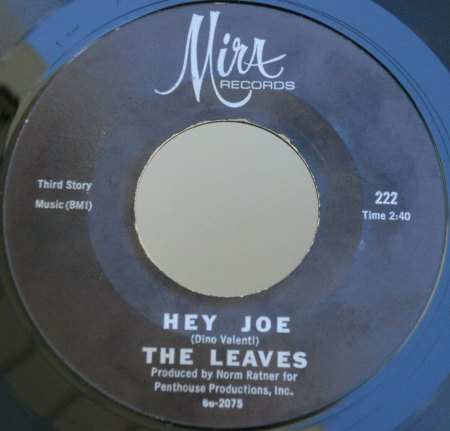 Mira
RECORDS
Third Story
Music (BMI)
222
Time 2:40
HEY JOE
(Dino Valenti)
THE LEAVES
Produced by Norm Ratner for
Penthouse Productions, Inc.
66-2075